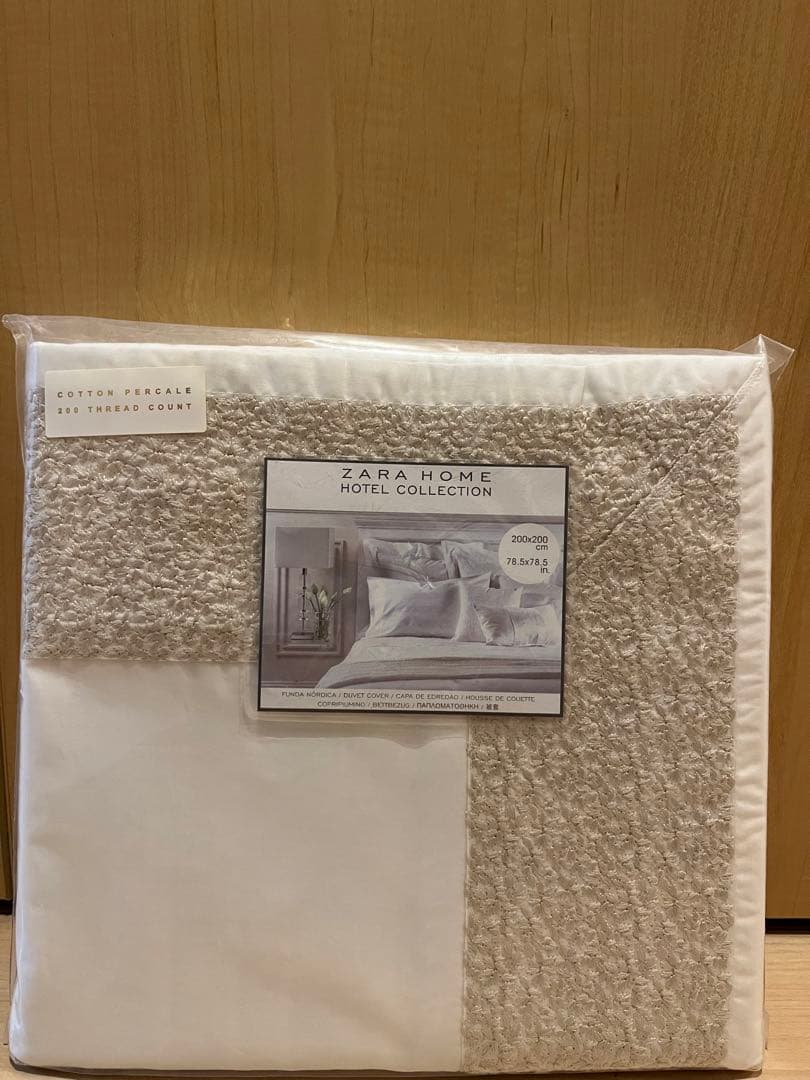 COTTON PERCALE
200 THREAD COUNT
ZARA HOME
HOTEL COLLECTION
200x200
cm
78.5x78.5
in.
FUNDA NÓRDICA / DUVET COVER / CAPA DE EDREDÃO / HOUSSE DE COUETTE
COPRIPIUMINO / BETTBEZUG / ΠΑΠΛΩΜΑΤΟΘΗΚΗ / 被套